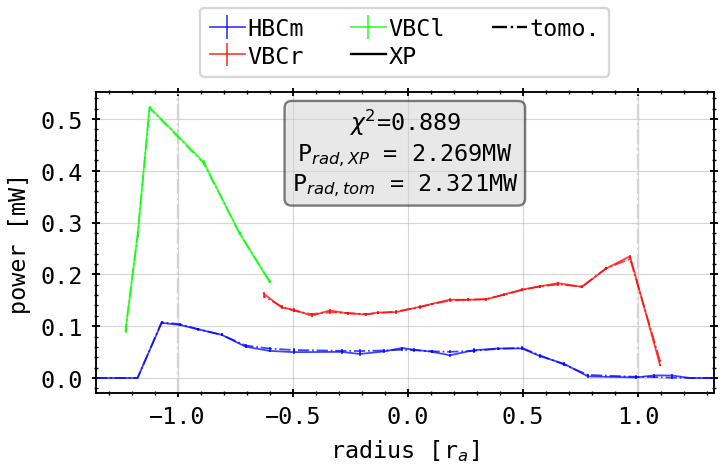 HBCm VBCl tomo.
VBCr XP
χ²=0.889
P_rad,XP = 2.269MW
P_rad,tom = 2.321MW
power [mW]
0.5
0.4
0.3
0.2
0.1
0.0
−1.0 −0.5 0.0 0.5 1.0
radius [r_a]